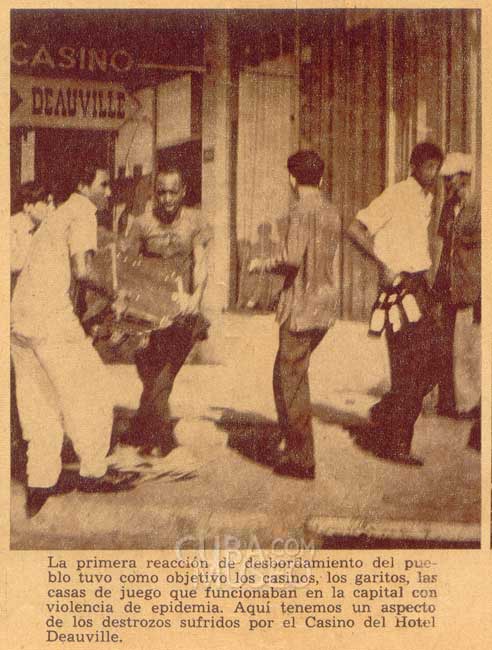 CASINO
DEAUVILLE
CUBA
La primera reacción de desbordamiento del pue-
blo tuvo como objetivo los casinos, los garitos, las
casas de juego que funcionaban en la capital con
violencia de epidemia. Aquí tenemos un aspecto
de los destrozos sufridos por el Casino del Hotel
Deauville.